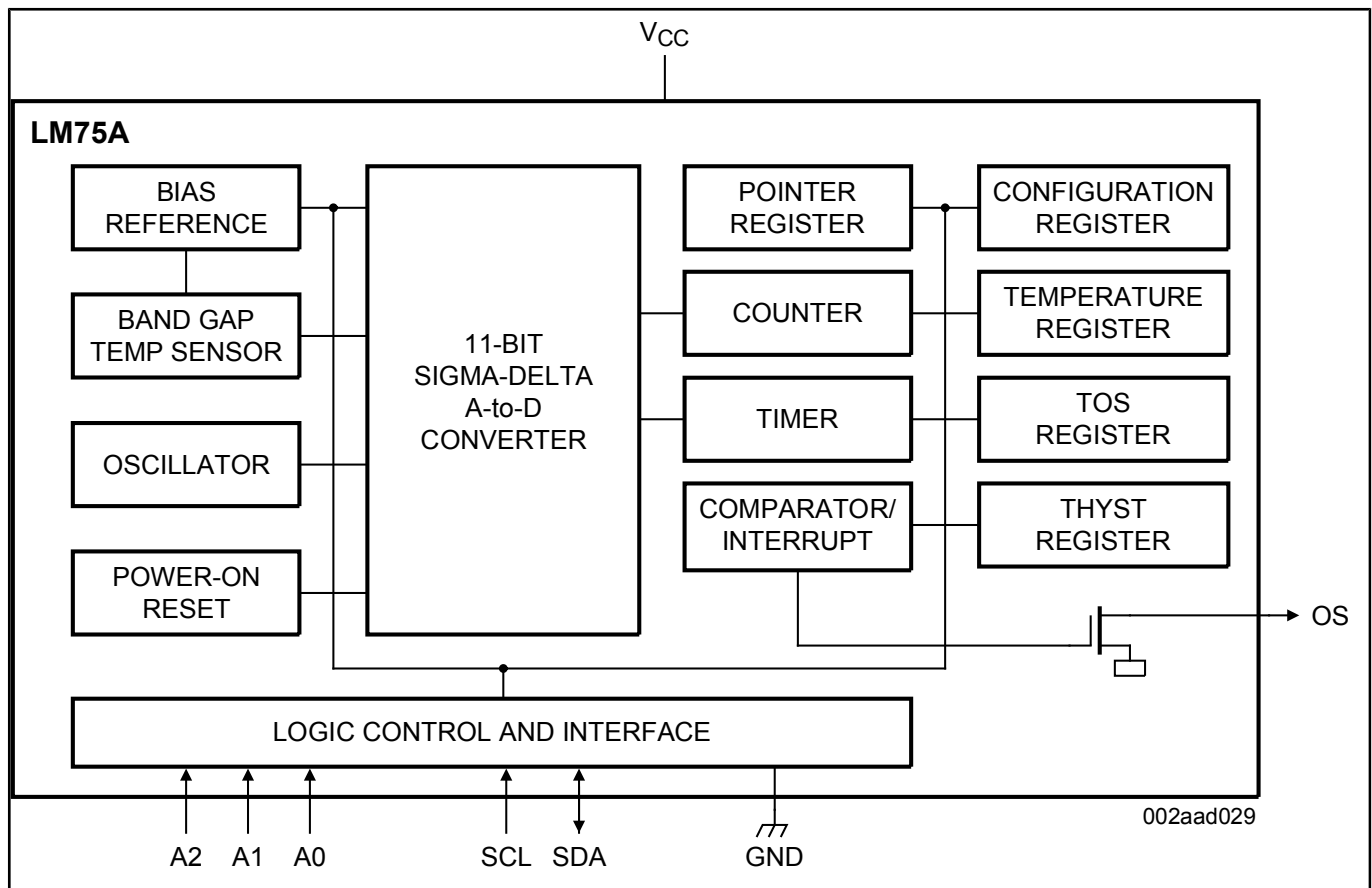 VCC
LM75A
BIAS
REFERENCE
BAND GAP
TEMP SENSOR
OSCILLATOR
POWER-ON
RESET
11-BIT
SIGMA-DELTA
A-to-D
CONVERTER
POINTER
REGISTER
COUNTER
TIMER
COMPARATOR/
INTERRUPT
CONFIGURATION
REGISTER
TEMPERATURE
REGISTER
TOS
REGISTER
THYST
REGISTER
OS
LOGIC CONTROL AND INTERFACE
002aad029
A2 A1 A0 SCL SDA GND